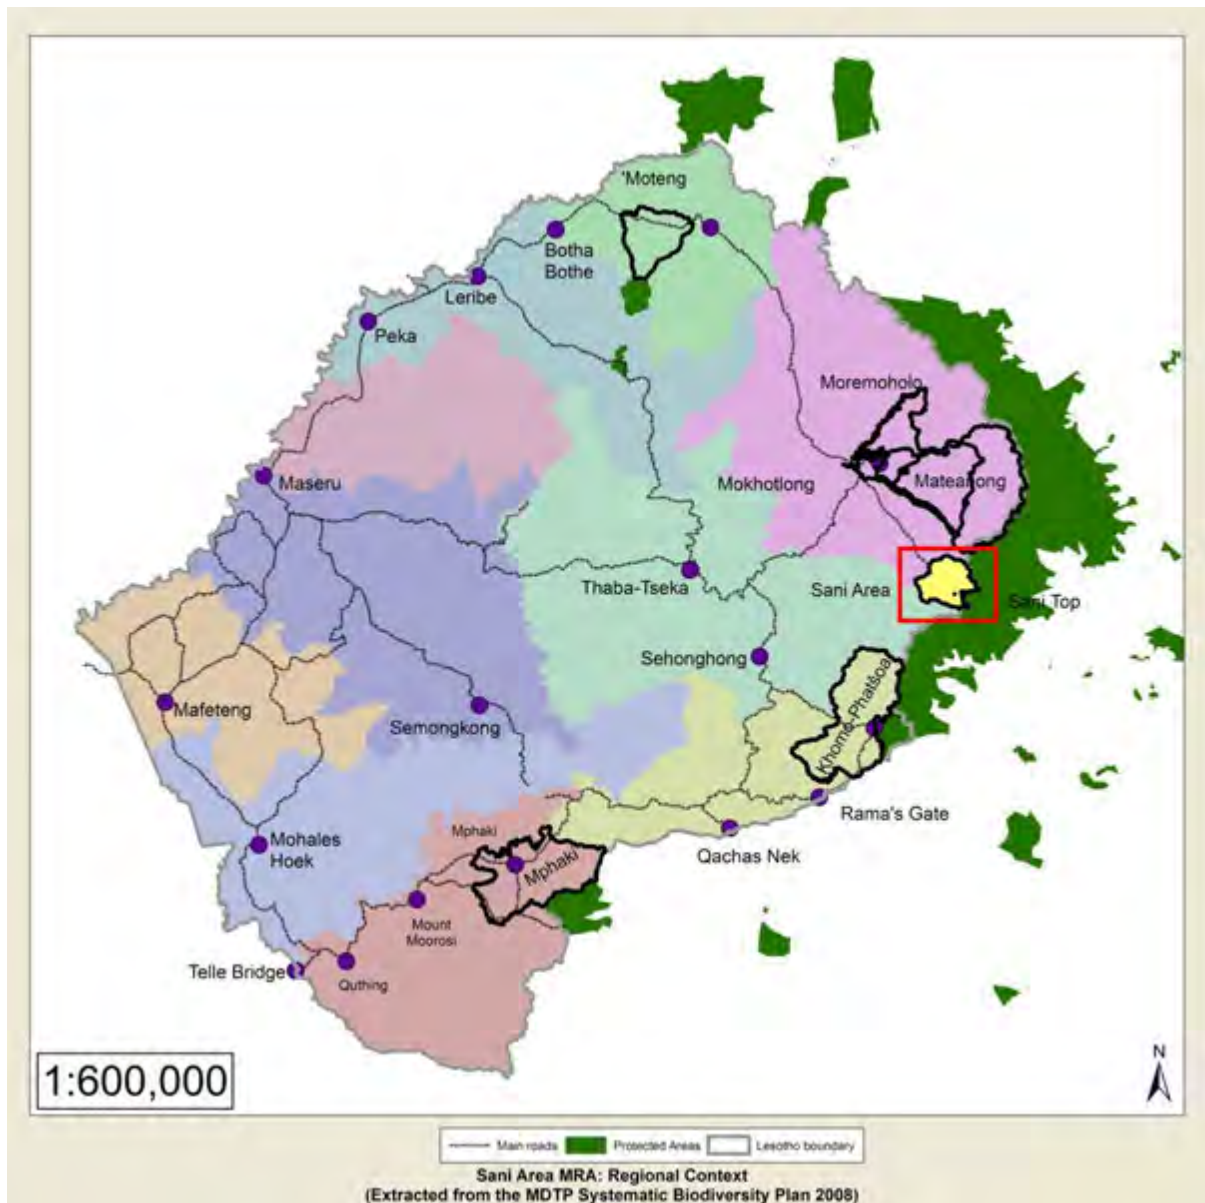 'Moteng
Botha
Bothe
Leribe
Peka
Moremoholo
Maseru
Mokhotlong
Mateanong
Thaba-Tseka
Sani Area
Sani Top
Sehonghong
Khomo-Phatšoa
Mafeteng
Semongkong
Rama's Gate
Mphaki
Mohales
Hoek
Qachas Nek
Mphaki
Mount
Moorosi
Telle Bridge
Quthing
N
1:600,000
Main roads Protected Areas Lesotho boundary
Sani Area MRA: Regional Context
(Extracted from the MDTP Systematic Biodiversity Plan 2008)